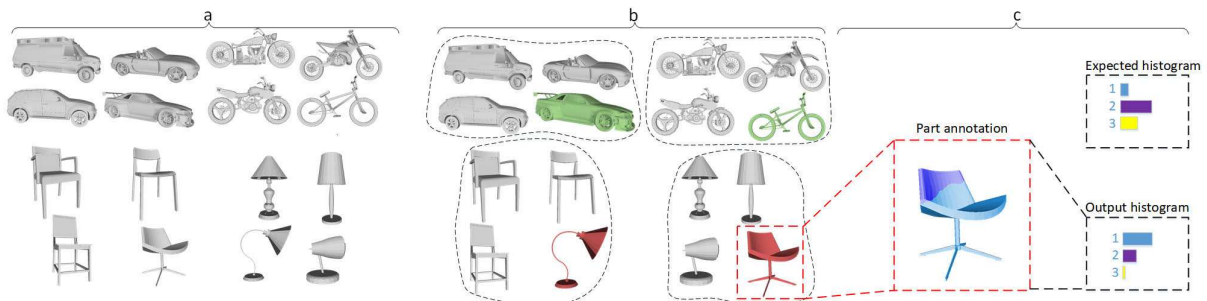 a
b
c
Expected histogram
1
2
3
Part annotation
Output histogram
1
2
3